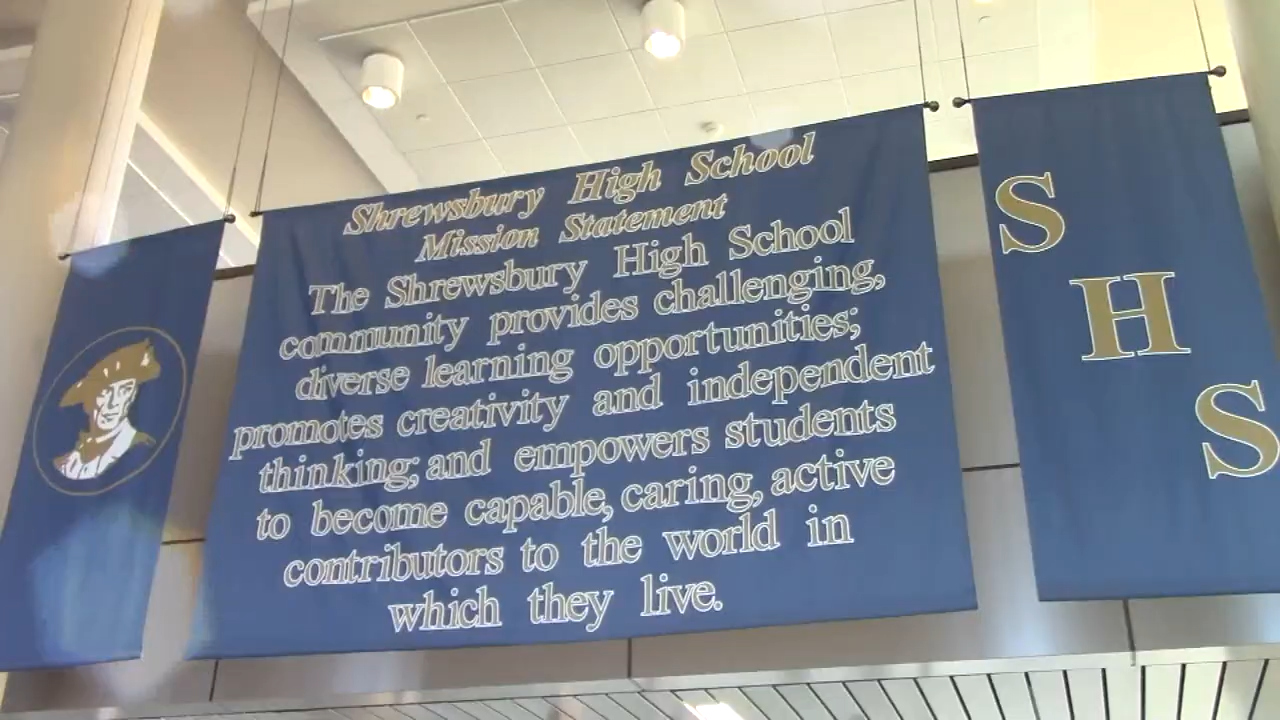 Shrewsbury High School
Mission Statement
The Shrewsbury High School
community provides challenging,
diverse learning opportunities;
promotes creativity and independent
thinking; and empowers students
to become capable, caring, active
contributors to the world in
which they live.
S
H
S